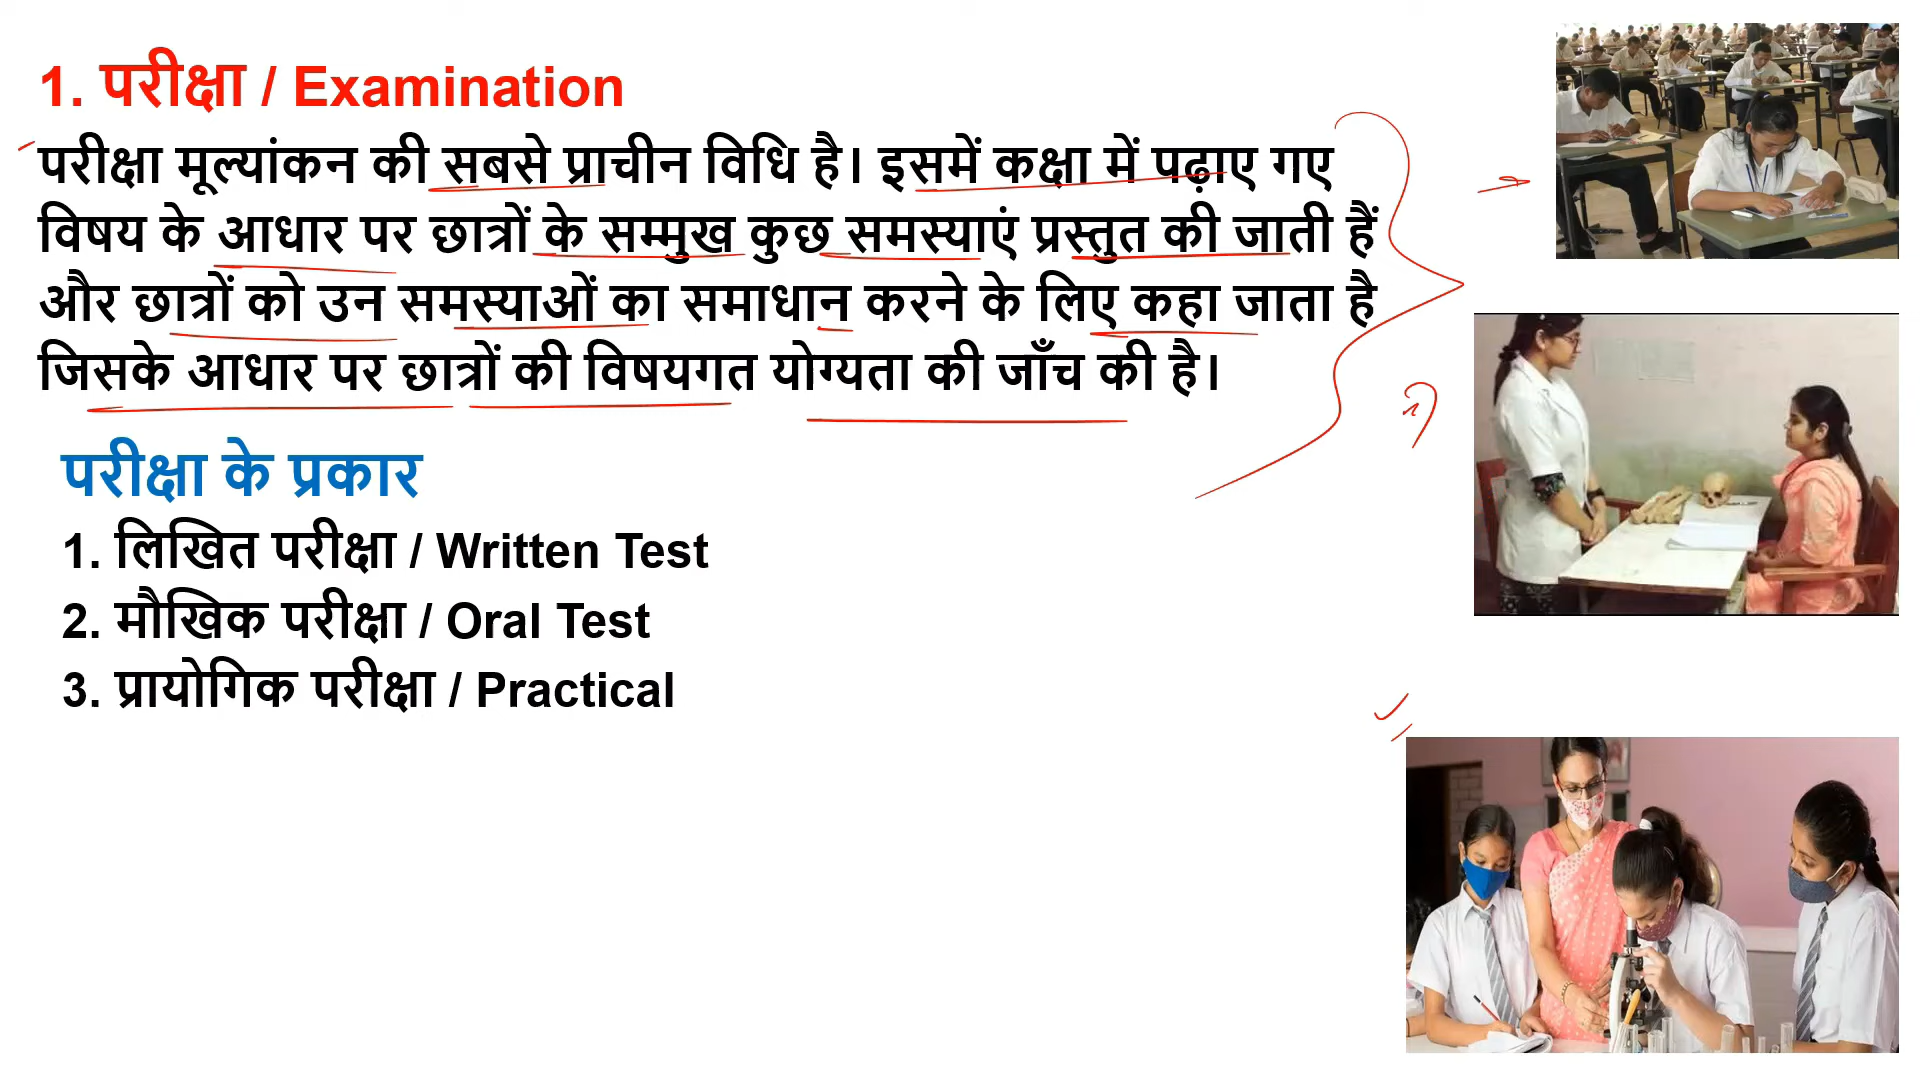 1. परीक्षा / Examination
परीक्षा मूल्यांकन की सबसे प्राचीन विधि है। इसमें कक्षा में पढ़ाए गए
विषय के आधार पर छात्रों के सम्मुख कुछ समस्याएं प्रस्तुत की जाती हैं
और छात्रों को उन समस्याओं का समाधान करने के लिए कहा जाता है
जिसके आधार पर छात्रों की विषयगत योग्यता की जाँच की है।
परीक्षा के प्रकार
1. लिखित परीक्षा / Written Test
2. मौखिक परीक्षा / Oral Test
3. प्रायोगिक परीक्षा / Practical